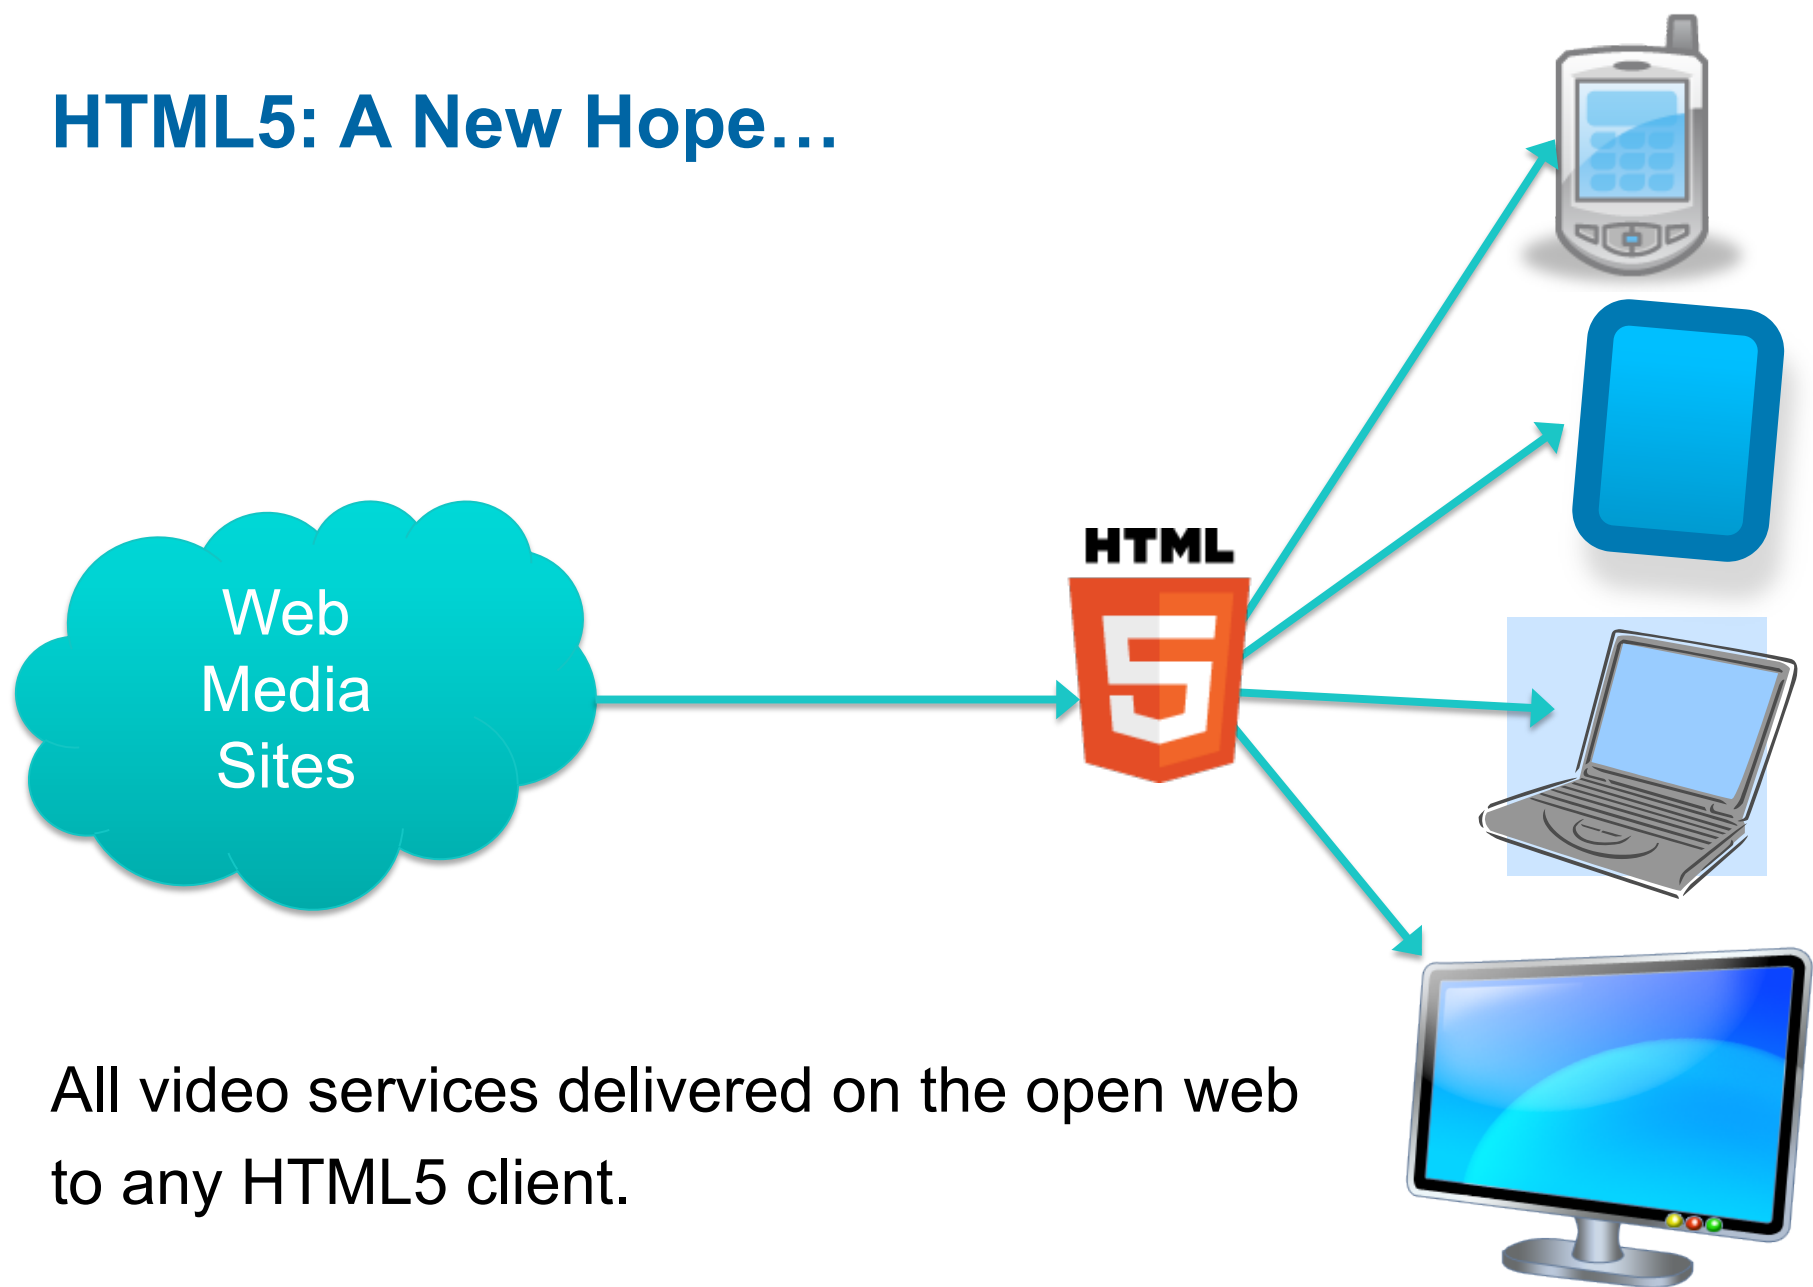 HTML5: A New Hope…
Web
Media
Sites
HTML
5
All video services delivered on the open web
to any HTML5 client.